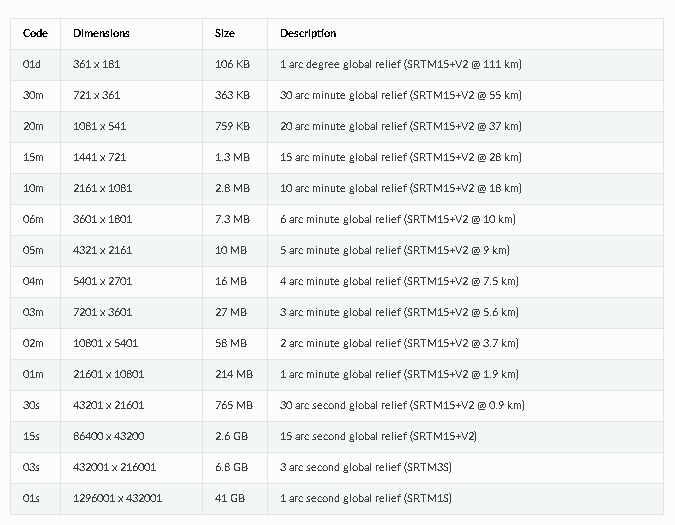 Code Dimensions Size Description
01d 361 x 181 106 KB 1 arc degree global relief (SRTM15+V2 @ 111 km)
30m 721 x 361 363 KB 30 arc minute global relief (SRTM15+V2 @ 55 km)
20m 1081 x 541 759 KB 20 arc minute global relief (SRTM15+V2 @ 37 km)
15m 1441 x 721 1.3 MB 15 arc minute global relief (SRTM15+V2 @ 28 km)
10m 2161 x 1081 2.8 MB 10 arc minute global relief (SRTM15+V2 @ 18 km)
06m 3601 x 1801 7.3 MB 6 arc minute global relief (SRTM15+V2 @ 10 km)
05m 4321 x 2161 10 MB 5 arc minute global relief (SRTM15+V2 @ 9 km)
04m 5401 x 2701 16 MB 4 arc minute global relief (SRTM15+V2 @ 7.5 km)
03m 7201 x 3601 27 MB 3 arc minute global relief (SRTM15+V2 @ 5.6 km)
02m 10801 x 5401 58 MB 2 arc minute global relief (SRTM15+V2 @ 3.7 km)
01m 21601 x 10801 214 MB 1 arc minute global relief (SRTM15+V2 @ 1.9 km)
30s 43201 x 21601 765 MB 30 arc second global relief (SRTM15+V2 @ 0.9 km)
15s 86400 x 43200 2.6 GB 15 arc second global relief (SRTM15+V2)
03s 432001 x 216001 6.8 GB 3 arc second global relief (SRTM3S)
01s 1296001 x 432001 41 GB 1 arc second global relief (SRTM1S)